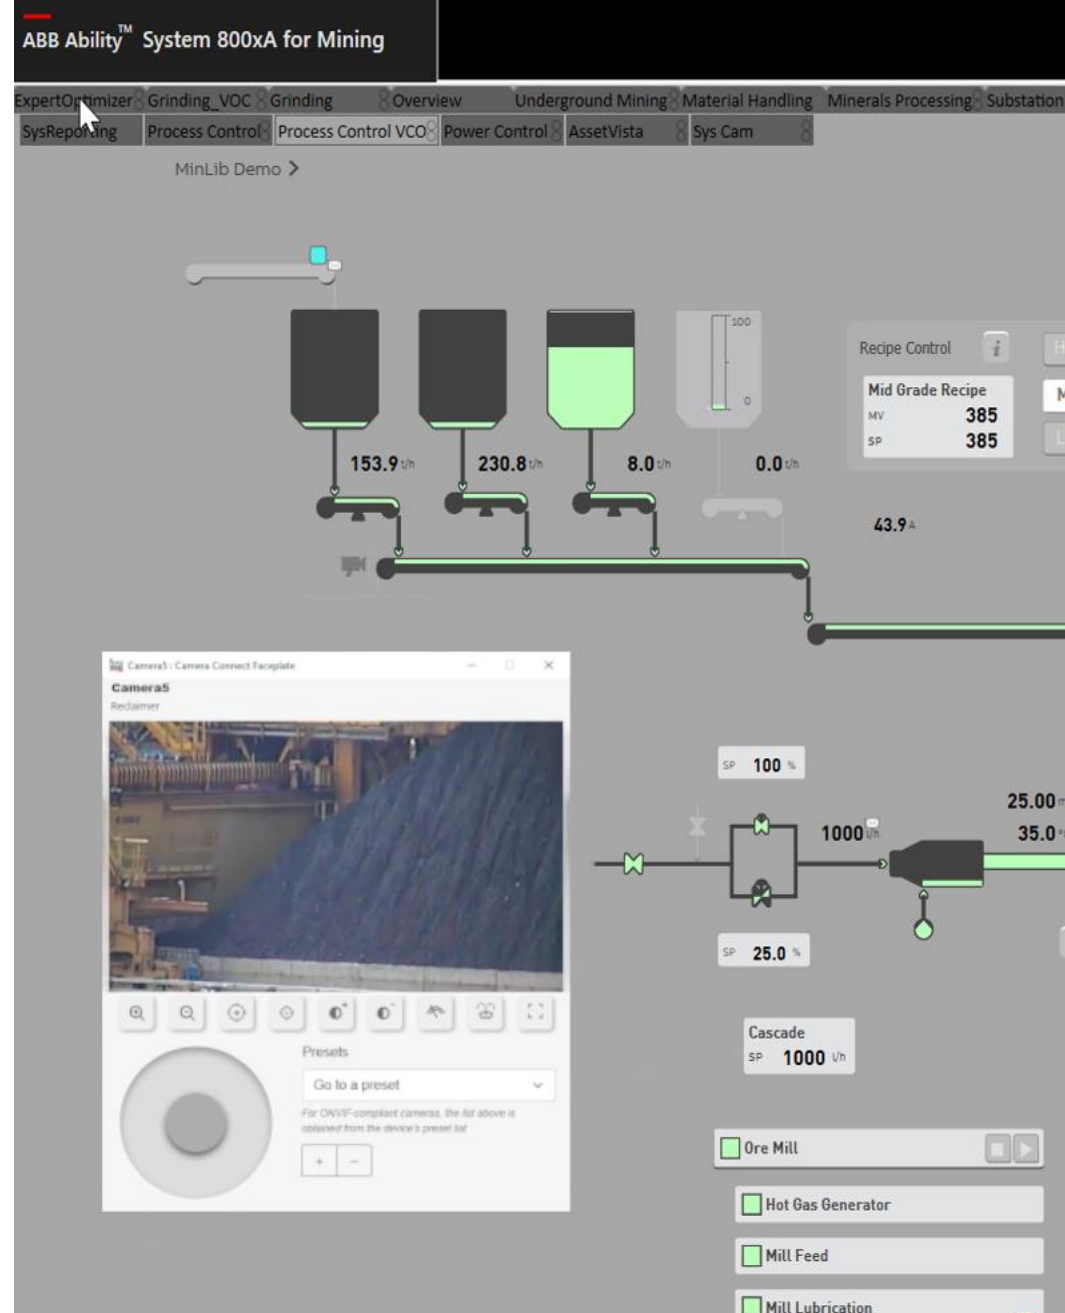 ABB Ability™ System 800xA for Mining
ExpertOptimizer Grinding_VOC Grinding Overview Underground Mining Material Handling Minerals Processing Substation
SysReporting Process Control Process Control VCO Power Control AssetVista Sys Cam
MinLib Demo >
100
0
153.9 t/h
230.8 t/h
8.0 t/h
0.0 t/h
Recipe Control i
Mid Grade Recipe
MV 385
SP 385
43.9 A
Camera5 : Camera Connect Faceplate
Camera5
Reclaimer
Presets
Go to a preset
For ONVIF-compliant cameras, the list above is
obtained from the device's preset list
+ −
SP 100 %
1000 t/h
25.00
35.0
SP 25.0 %
Cascade
SP 1000 t/h
Ore Mill
Hot Gas Generator
Mill Feed
Mill Lubrication